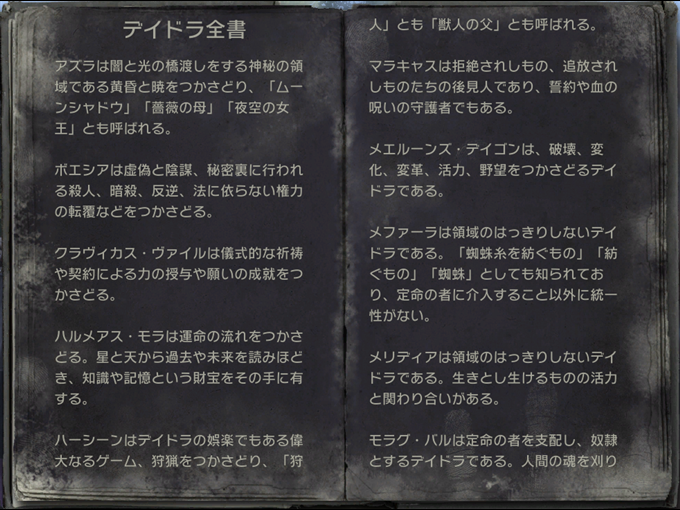 デイドラ全書
アズラは闇と光の橋渡しをする神秘の領
域である黄昏と暁をつかさどり、「ムー
ンシャドウ」「薔薇の母」「夜空の女
王」とも呼ばれる。
ボエシアは虚偽と陰謀、秘密裏に行われ
る殺人、暗殺、反逆、法に依らない権力
の転覆などをつかさどる。
クラヴィカス・ヴァイルは儀式的な祈祷
や契約による力の授与や願いの成就をつ
かさどる。
ハルメアス・モラは運命の流れをつかさ
どる。星と天から過去や未来を読みほど
き、知識や記憶という財宝をその手に有
する。
ハーシーンはデイドラの娯楽でもある偉
大なるゲーム、狩猟をつかさどり、「狩
人」とも「獣人の父」とも呼ばれる。
マラキャスは拒絶されしもの、追放され
しものたちの後見人であり、誓約や血の
呪いの守護者でもある。
メエルーンズ・デイゴンは、破壊、変
化、変革、活力、野望をつかさどるデイ
ドラである。
メファーラは領域のはっきりしないデイ
ドラである。「蜘蛛糸を紡ぐもの」「紡
ぐもの」「蜘蛛」としても知られてお
り、定命の者に介入すること以外に統一
性がない。
メリディアは領域のはっきりしないデイ
ドラである。生きとし生けるものの活力
と関わり合いがある。
モラグ・バルは定命の者を支配し、奴隷
とするデイドラである。人間の魂を刈り